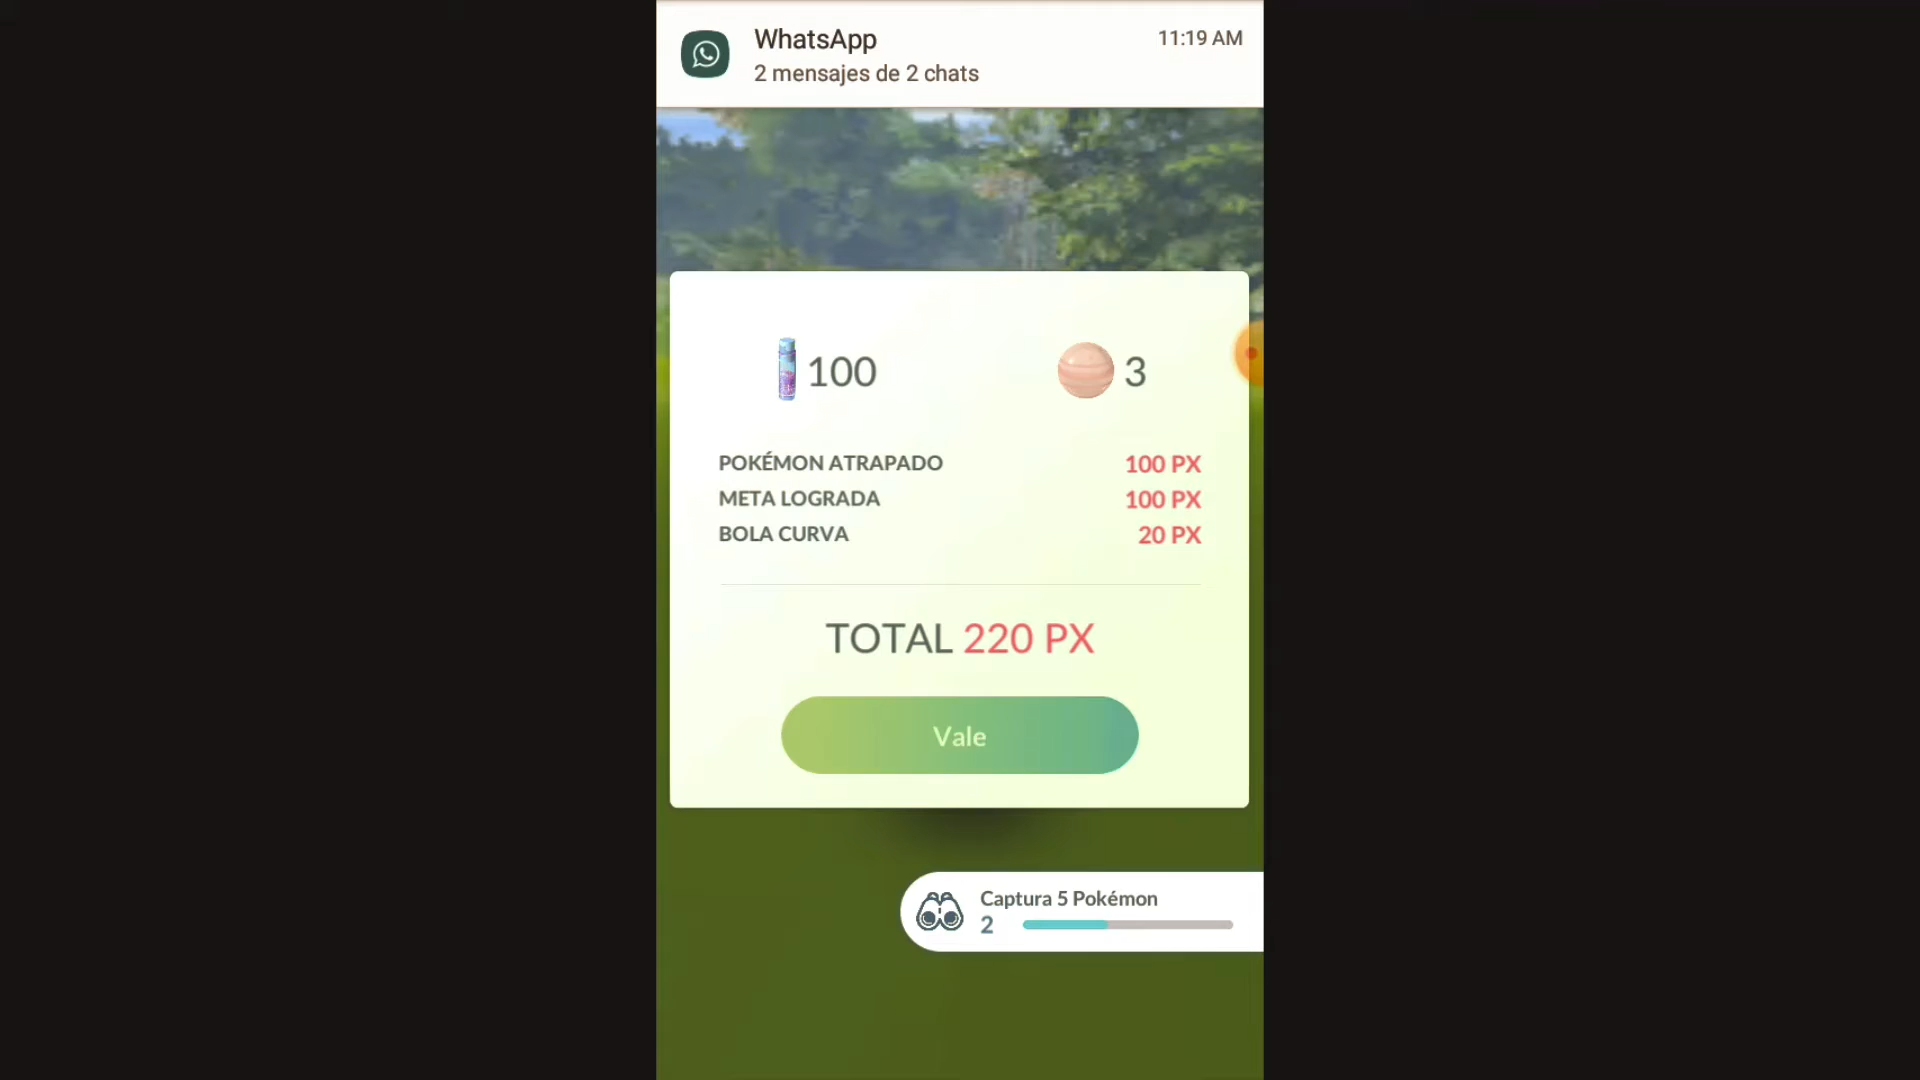 WhatsApp
11:19 AM
2 mensajes de 2 chats
100
3
POKÉMON ATRAPADO 100 PX
META LOGRADA 100 PX
BOLA CURVA 20 PX
TOTAL 220 PX
Vale
Captura 5 Pokémon
2